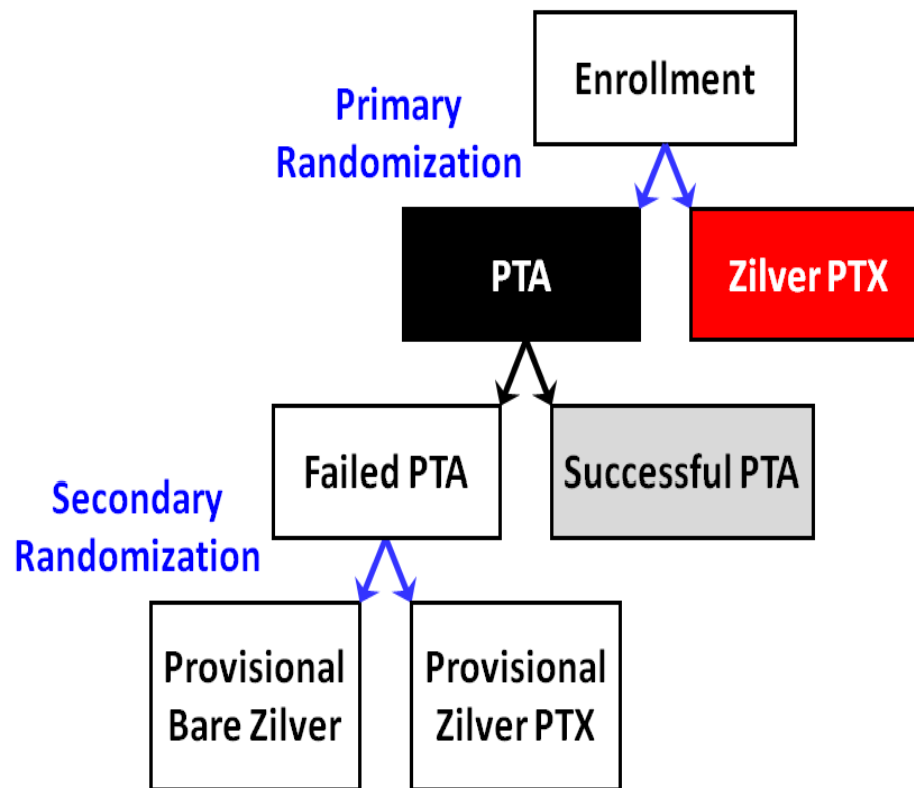 Enrollment
Primary
Randomization
PTA
Zilver PTX
Failed PTA
Successful PTA
Secondary
Randomization
Provisional
Bare Zilver
Provisional
Zilver PTX